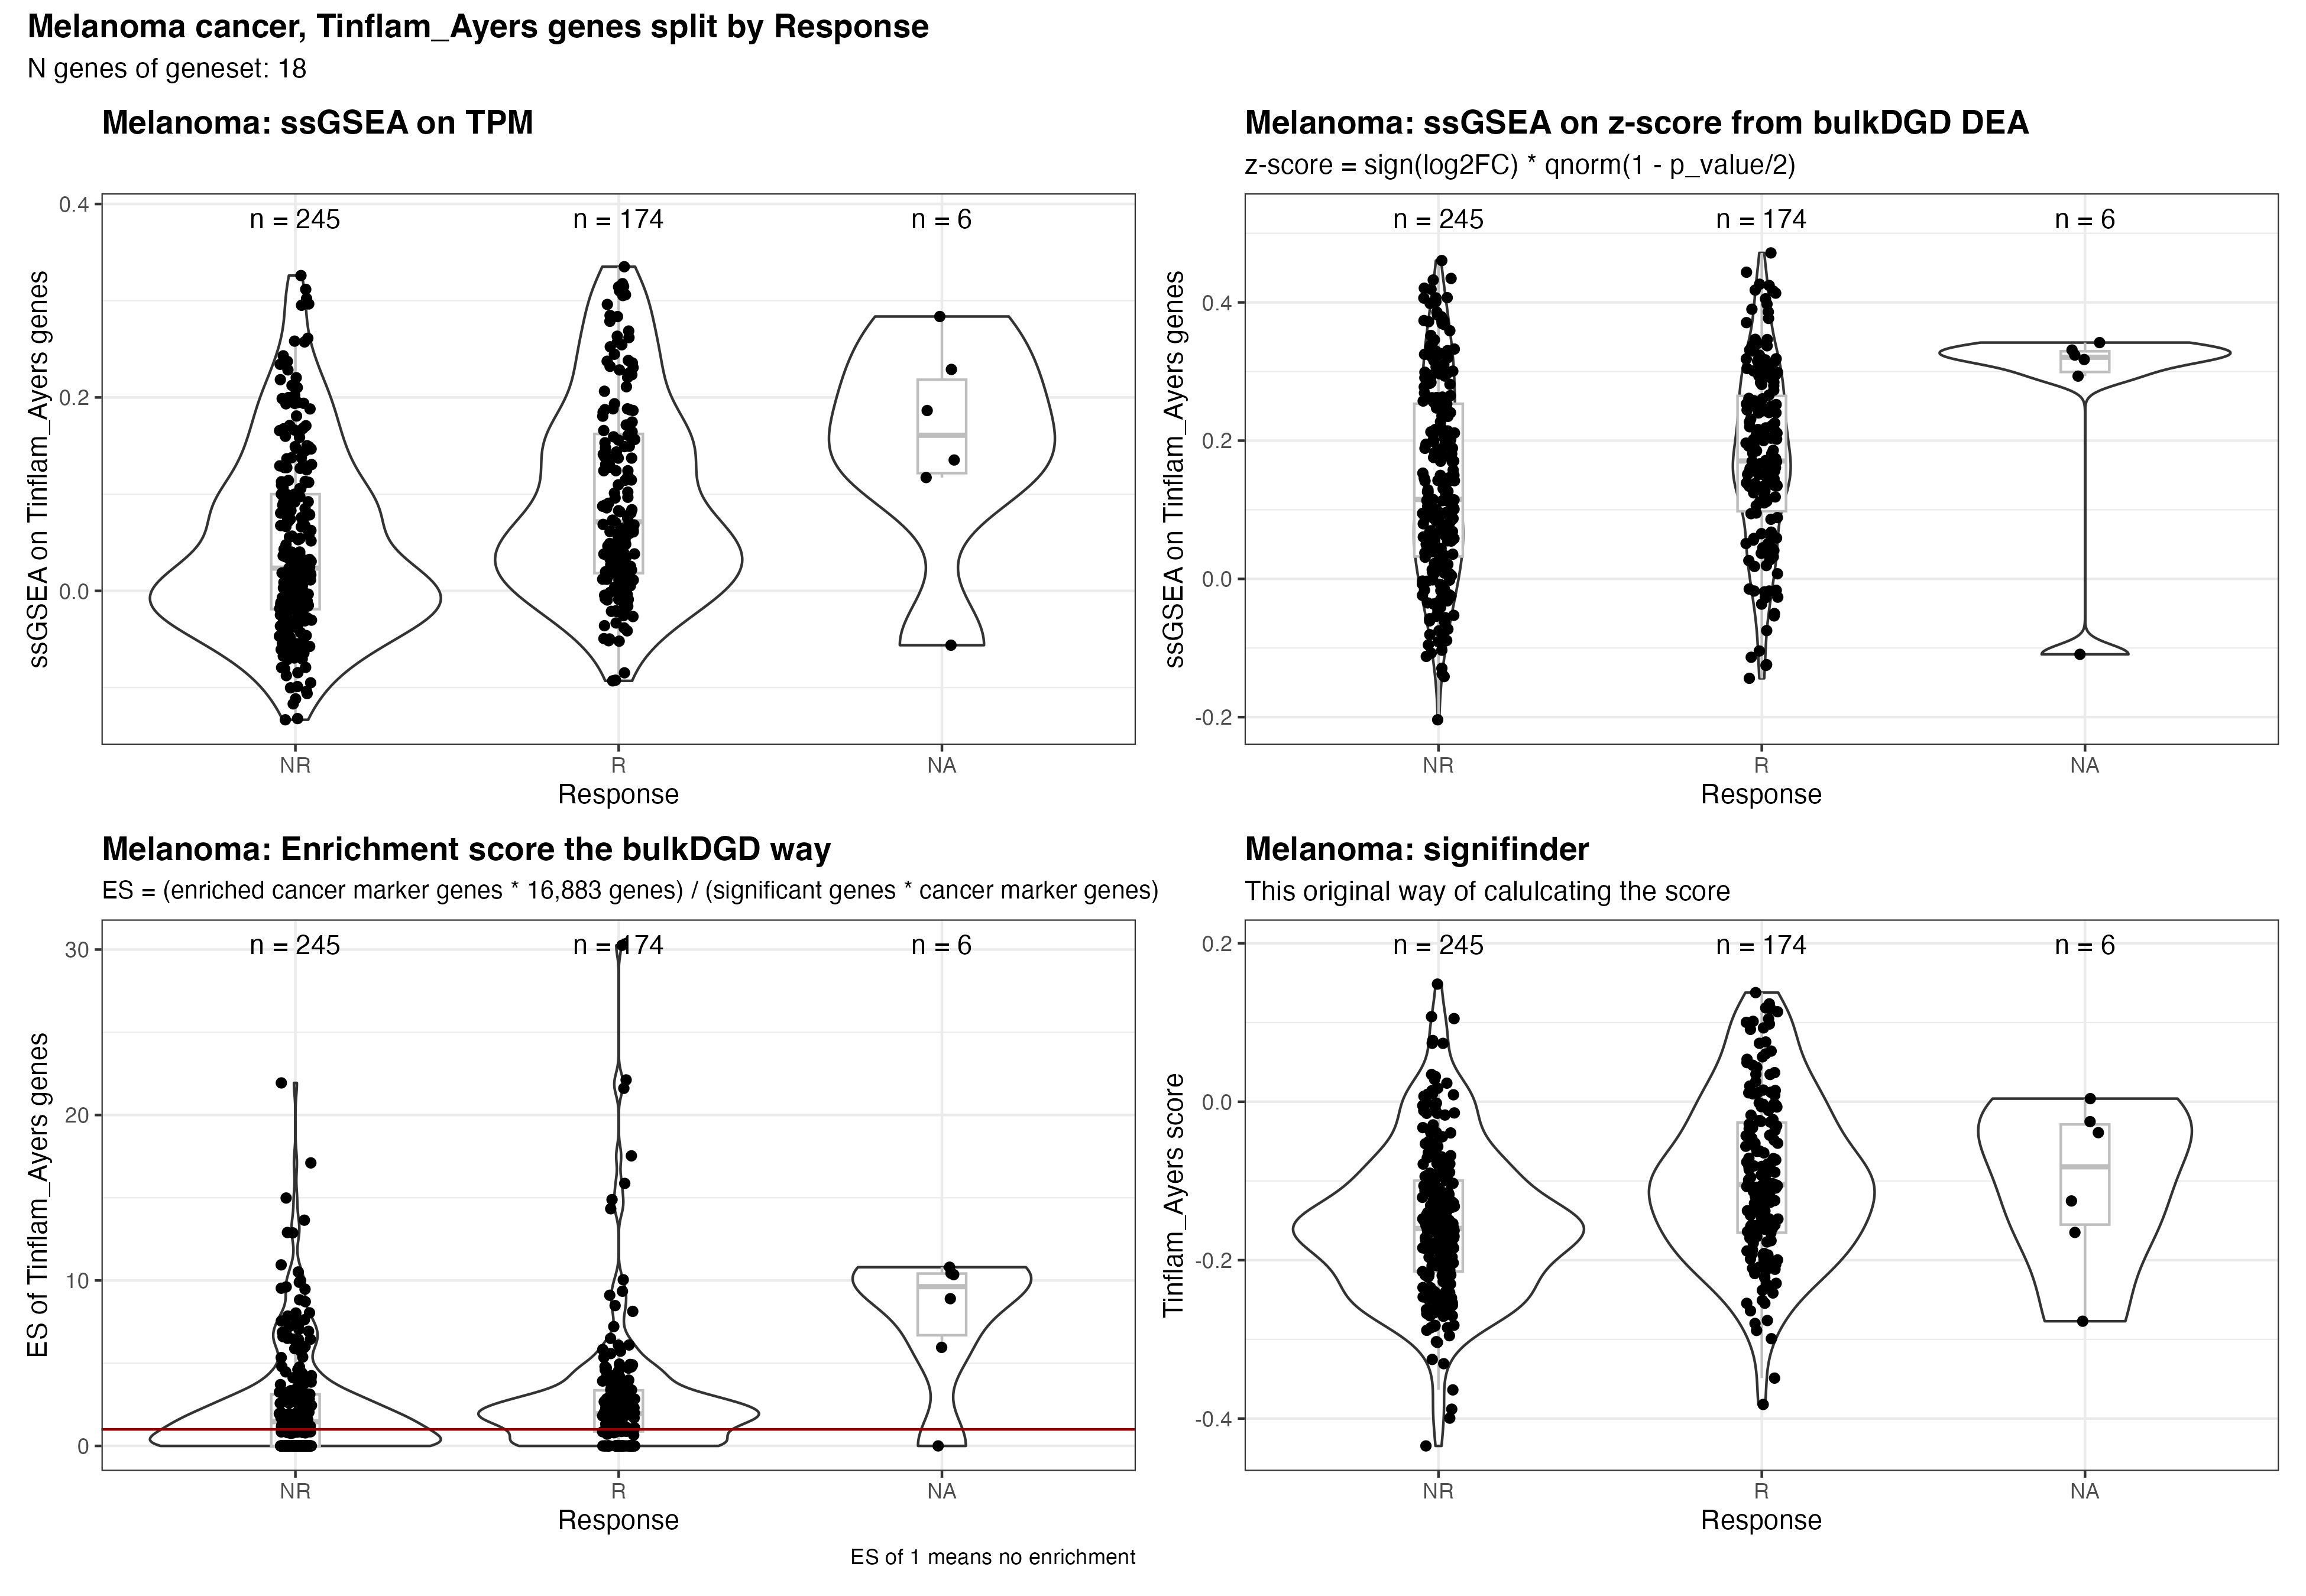 Melanoma cancer, Tinflam_Ayers genes split by Response
N genes of geneset: 18
Melanoma: ssGSEA on TPM
ssGSEA on Tinflam_Ayers genes
0.4
0.2
0.0
n = 245
n = 174
n = 6
NR
R
NA
Response
Melanoma: ssGSEA on z-score from bulkDGD DEA
z-score = sign(log2FC) * qnorm(1 - p_value/2)
ssGSEA on Tinflam_Ayers genes
0.4
0.2
0.0
-0.2
n = 245
n = 174
n = 6
NR
R
NA
Response
Melanoma: Enrichment score the bulkDGD way
ES = (enriched cancer marker genes * 16,883 genes) / (significant genes * cancer marker genes)
ES of Tinflam_Ayers genes
30
20
10
0
n = 245
n = 174
n = 6
NR
R
NA
Response
ES of 1 means no enrichment
Melanoma: signifinder
This original way of calulcating the score
Tinflam_Ayers score
0.2
0.0
-0.2
-0.4
n = 245
n = 174
n = 6
NR
R
NA
Response